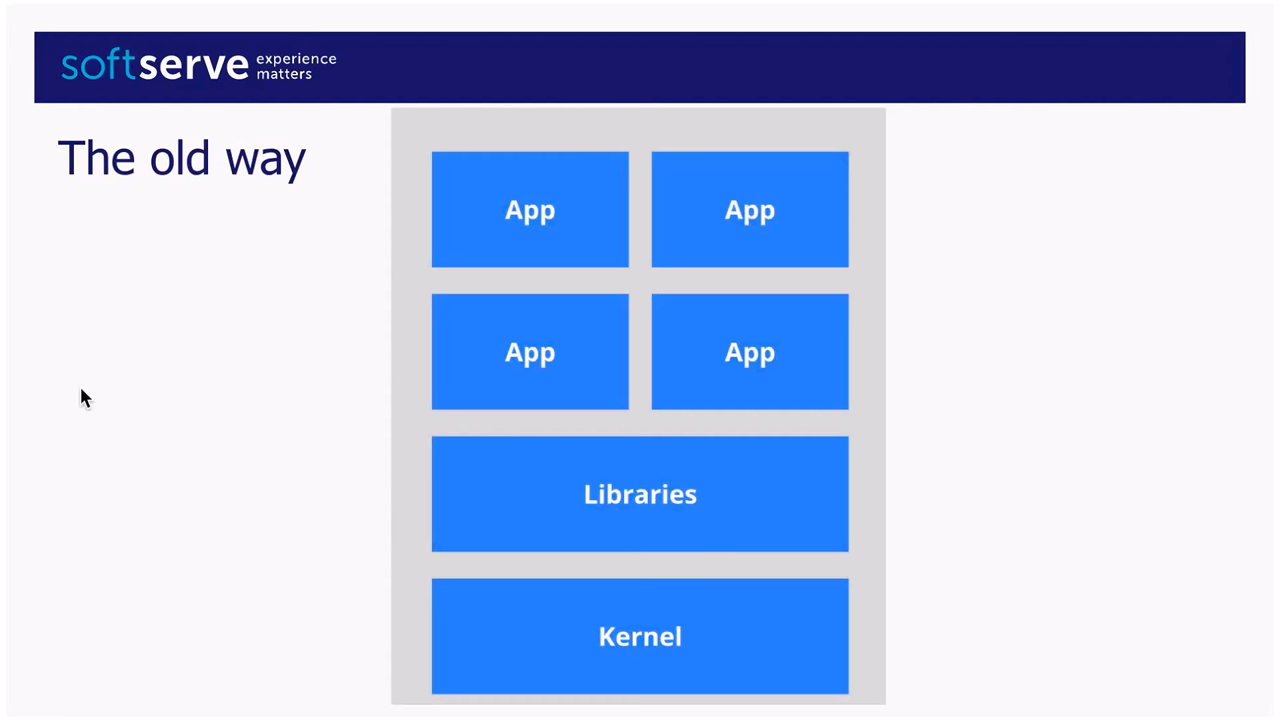 softserve experience
matters
The old way
App App
App App
Libraries
Kernel